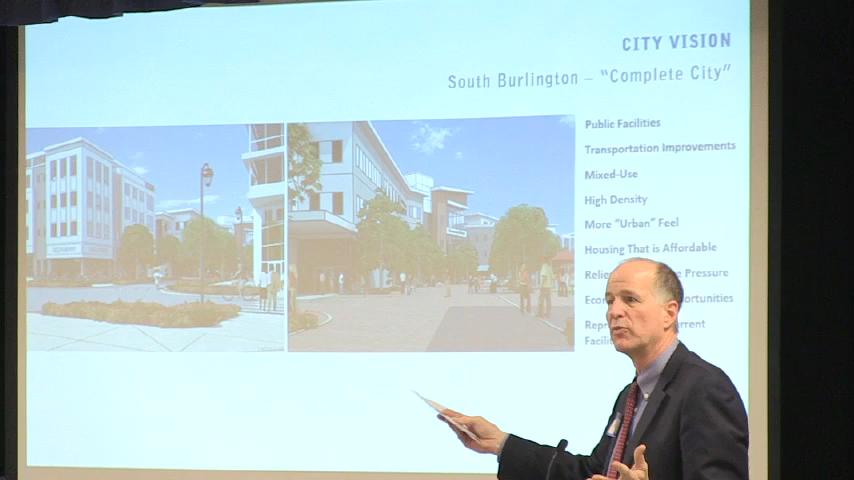 CITY VISION
South Burlington – "Complete City"
Public Facilities
Transportation Improvements
Mixed-Use
High Density
More "Urban" Feel
Housing That is Affordable
Pressure